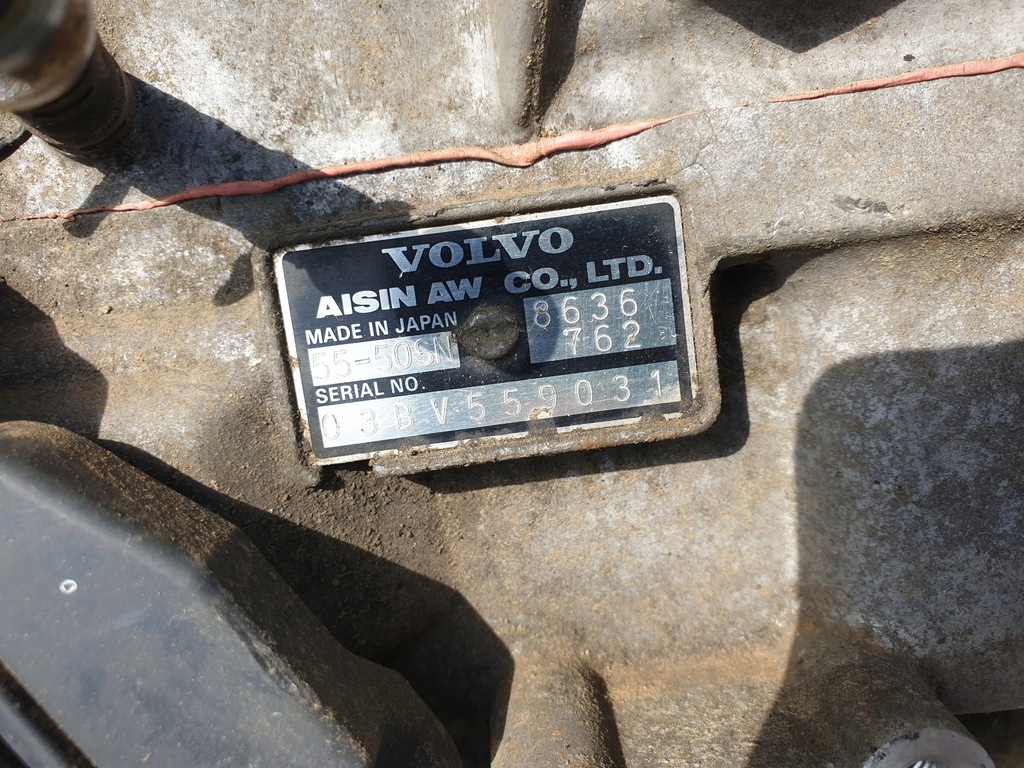 VOLVO
AISIN AW CO., LTD.
MADE IN JAPAN
8636
762
55-50SN
SERIAL NO.
03BV559031